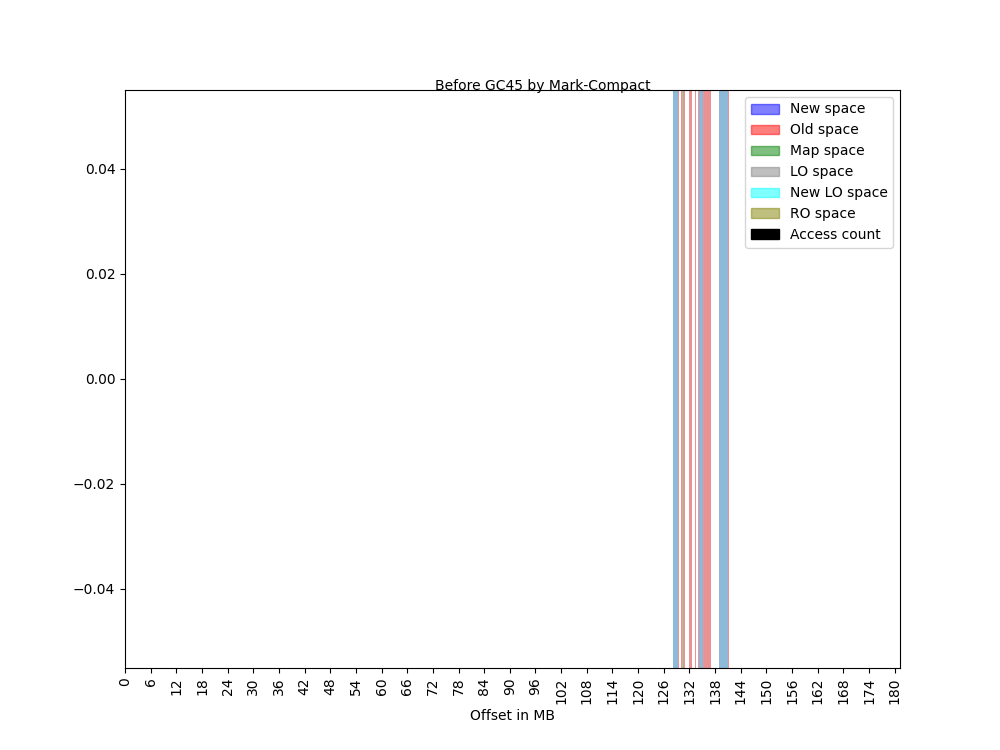 Before GC45 by Mark-Compact
New space
Old space
Map space
LO space
New LO space
RO space
Access count
0.04
0.02
0.00
−0.02
−0.04
0 6 12 18 24 30 36 42 48 54 60 66 72 78 84 90 96 102 108 114 120 126 132 138 144 150 156 162 168 174 180
Offset in MB